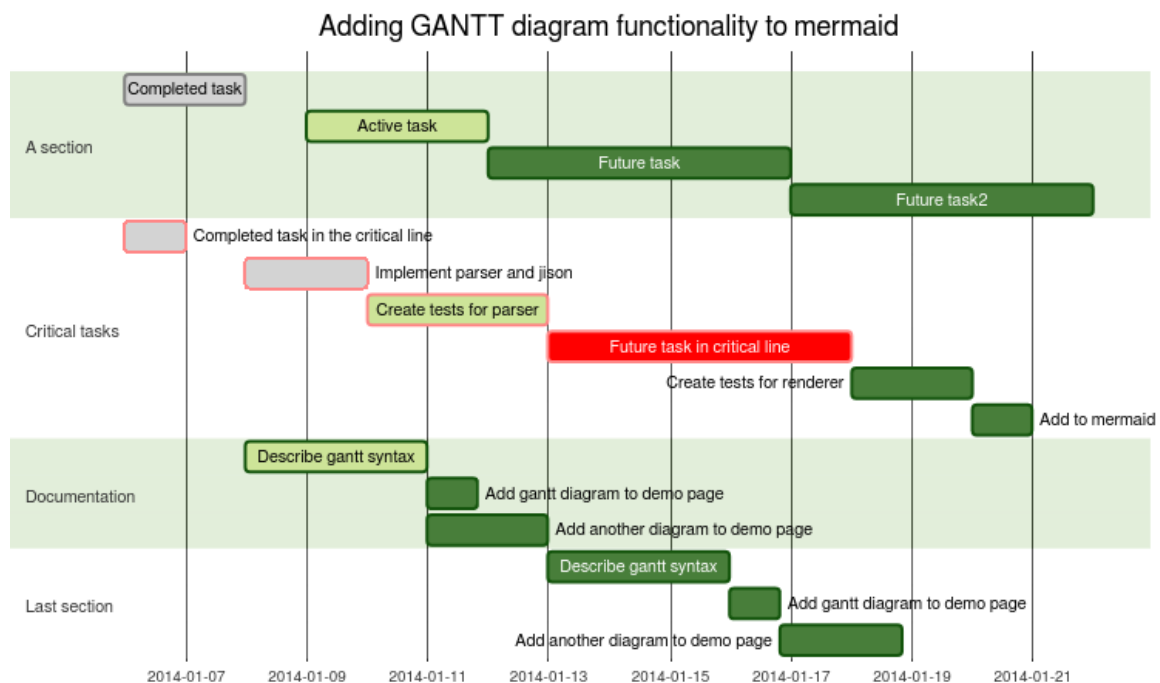 Adding GANTT diagram functionality to mermaid
Completed task
Active task
A section
Future task
Future task2
Completed task in the critical line
Implement parser and jison
Create tests for parser
Critical tasks
Future task in critical line
Create tests for renderer
Add to mermaid
Describe gantt syntax
Documentation
Add gantt diagram to demo page
Add another diagram to demo page
Describe gantt syntax
Last section
Add gantt diagram to demo page
Add another diagram to demo page
2014-01-07 2014-01-09 2014-01-11 2014-01-13 2014-01-15 2014-01-17 2014-01-19 2014-01-21